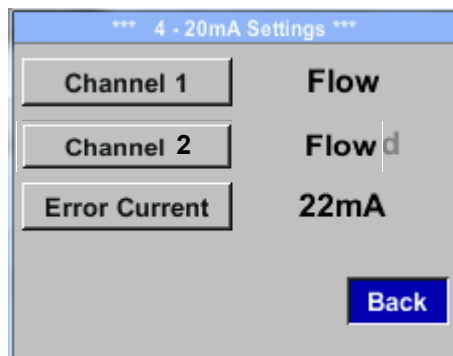 *** 4 - 20mA Settings ***
Channel 1 Flow
Channel 2 Flow d
Error Current 22mA
Back